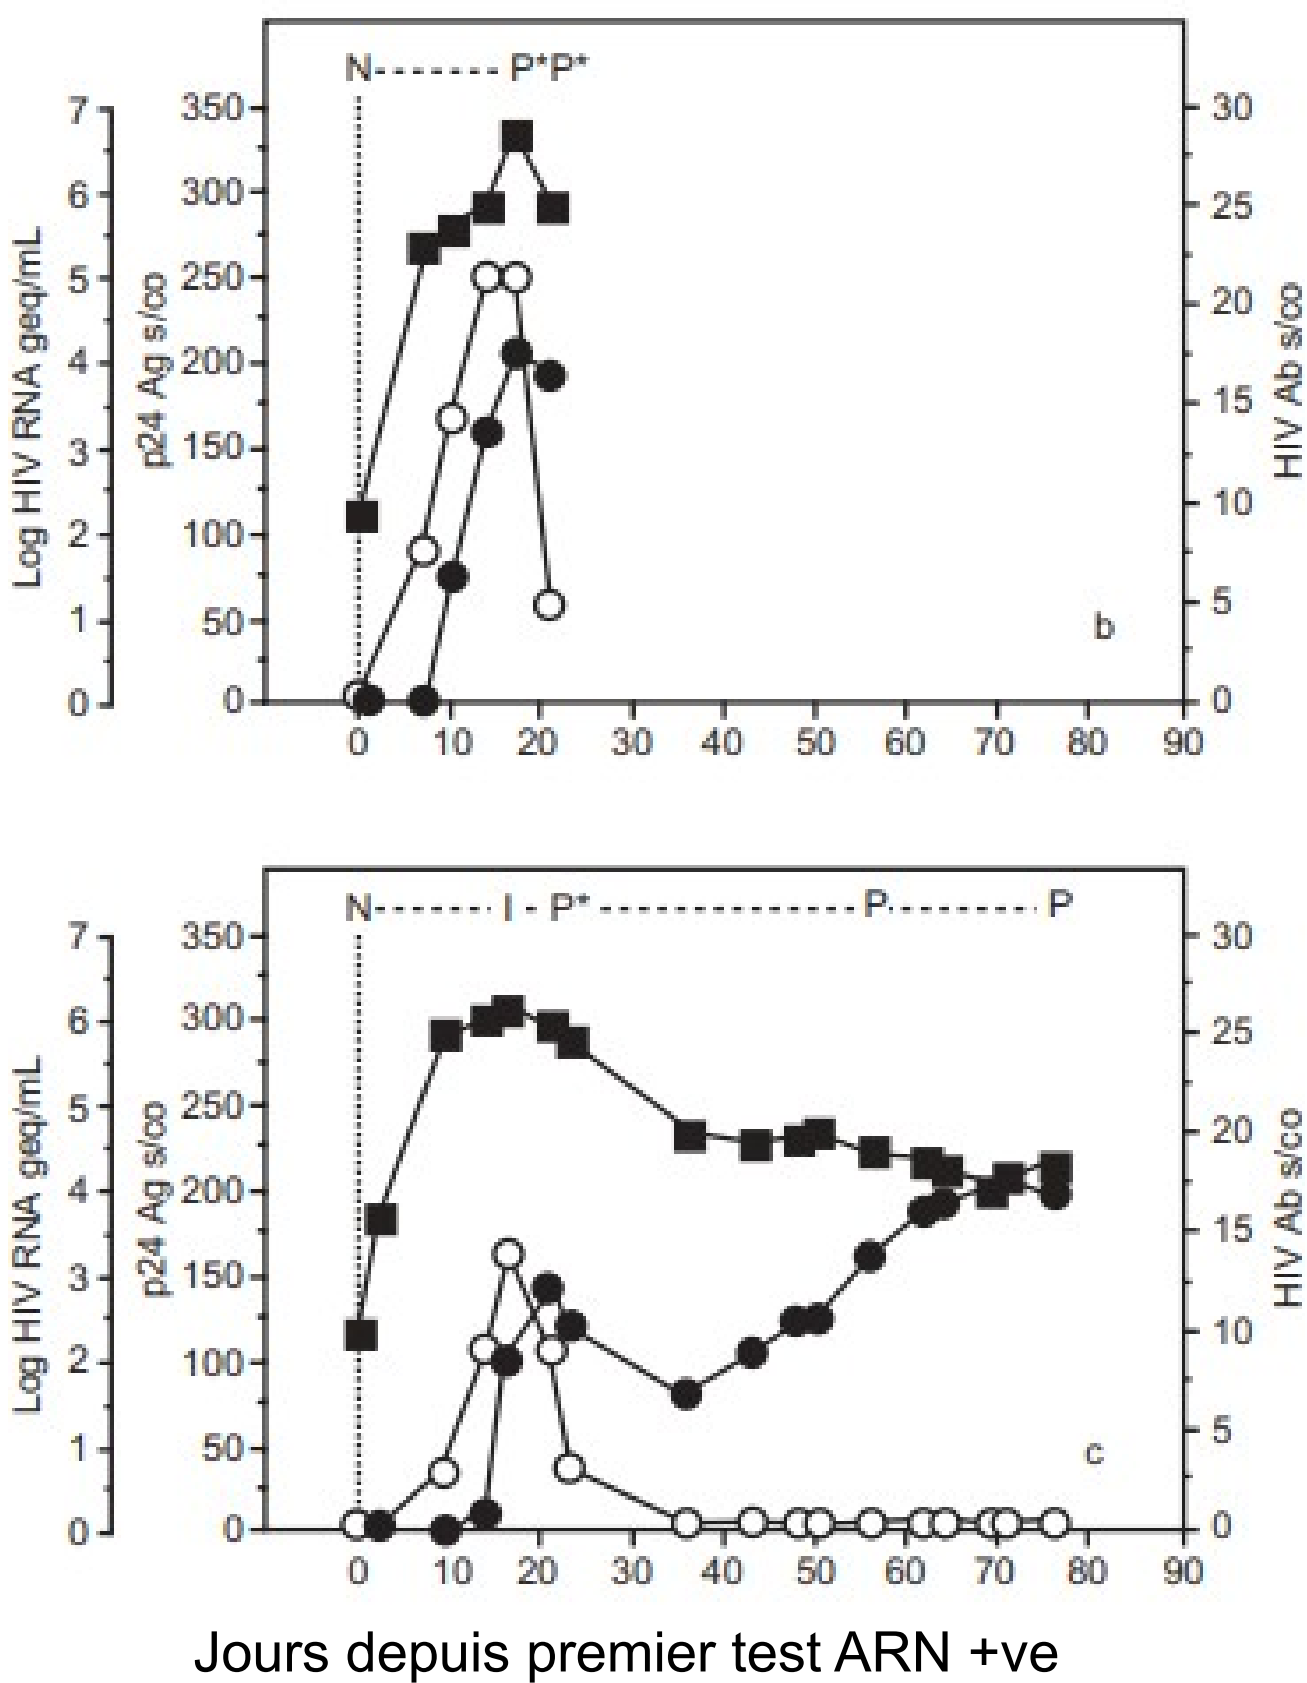 N P*P*
7 350 30
6 300 25
5 250 20
4 200 15
3 150 10
2 100 5
1 50 0
0 0
Log HIV RNA geq/mL
p24 Ag s/co
HIV Ab s/co
b
0 10 20 30 40 50 60 70 80 90
N I P* P P
7 350 30
6 300 25
5 250 20
4 200 15
3 150 10
2 100 5
1 50 0
0 0
Log HIV RNA geq/mL
p24 Ag s/co
HIV Ab s/co
c
0 10 20 30 40 50 60 70 80 90
Jours depuis premier test ARN +ve